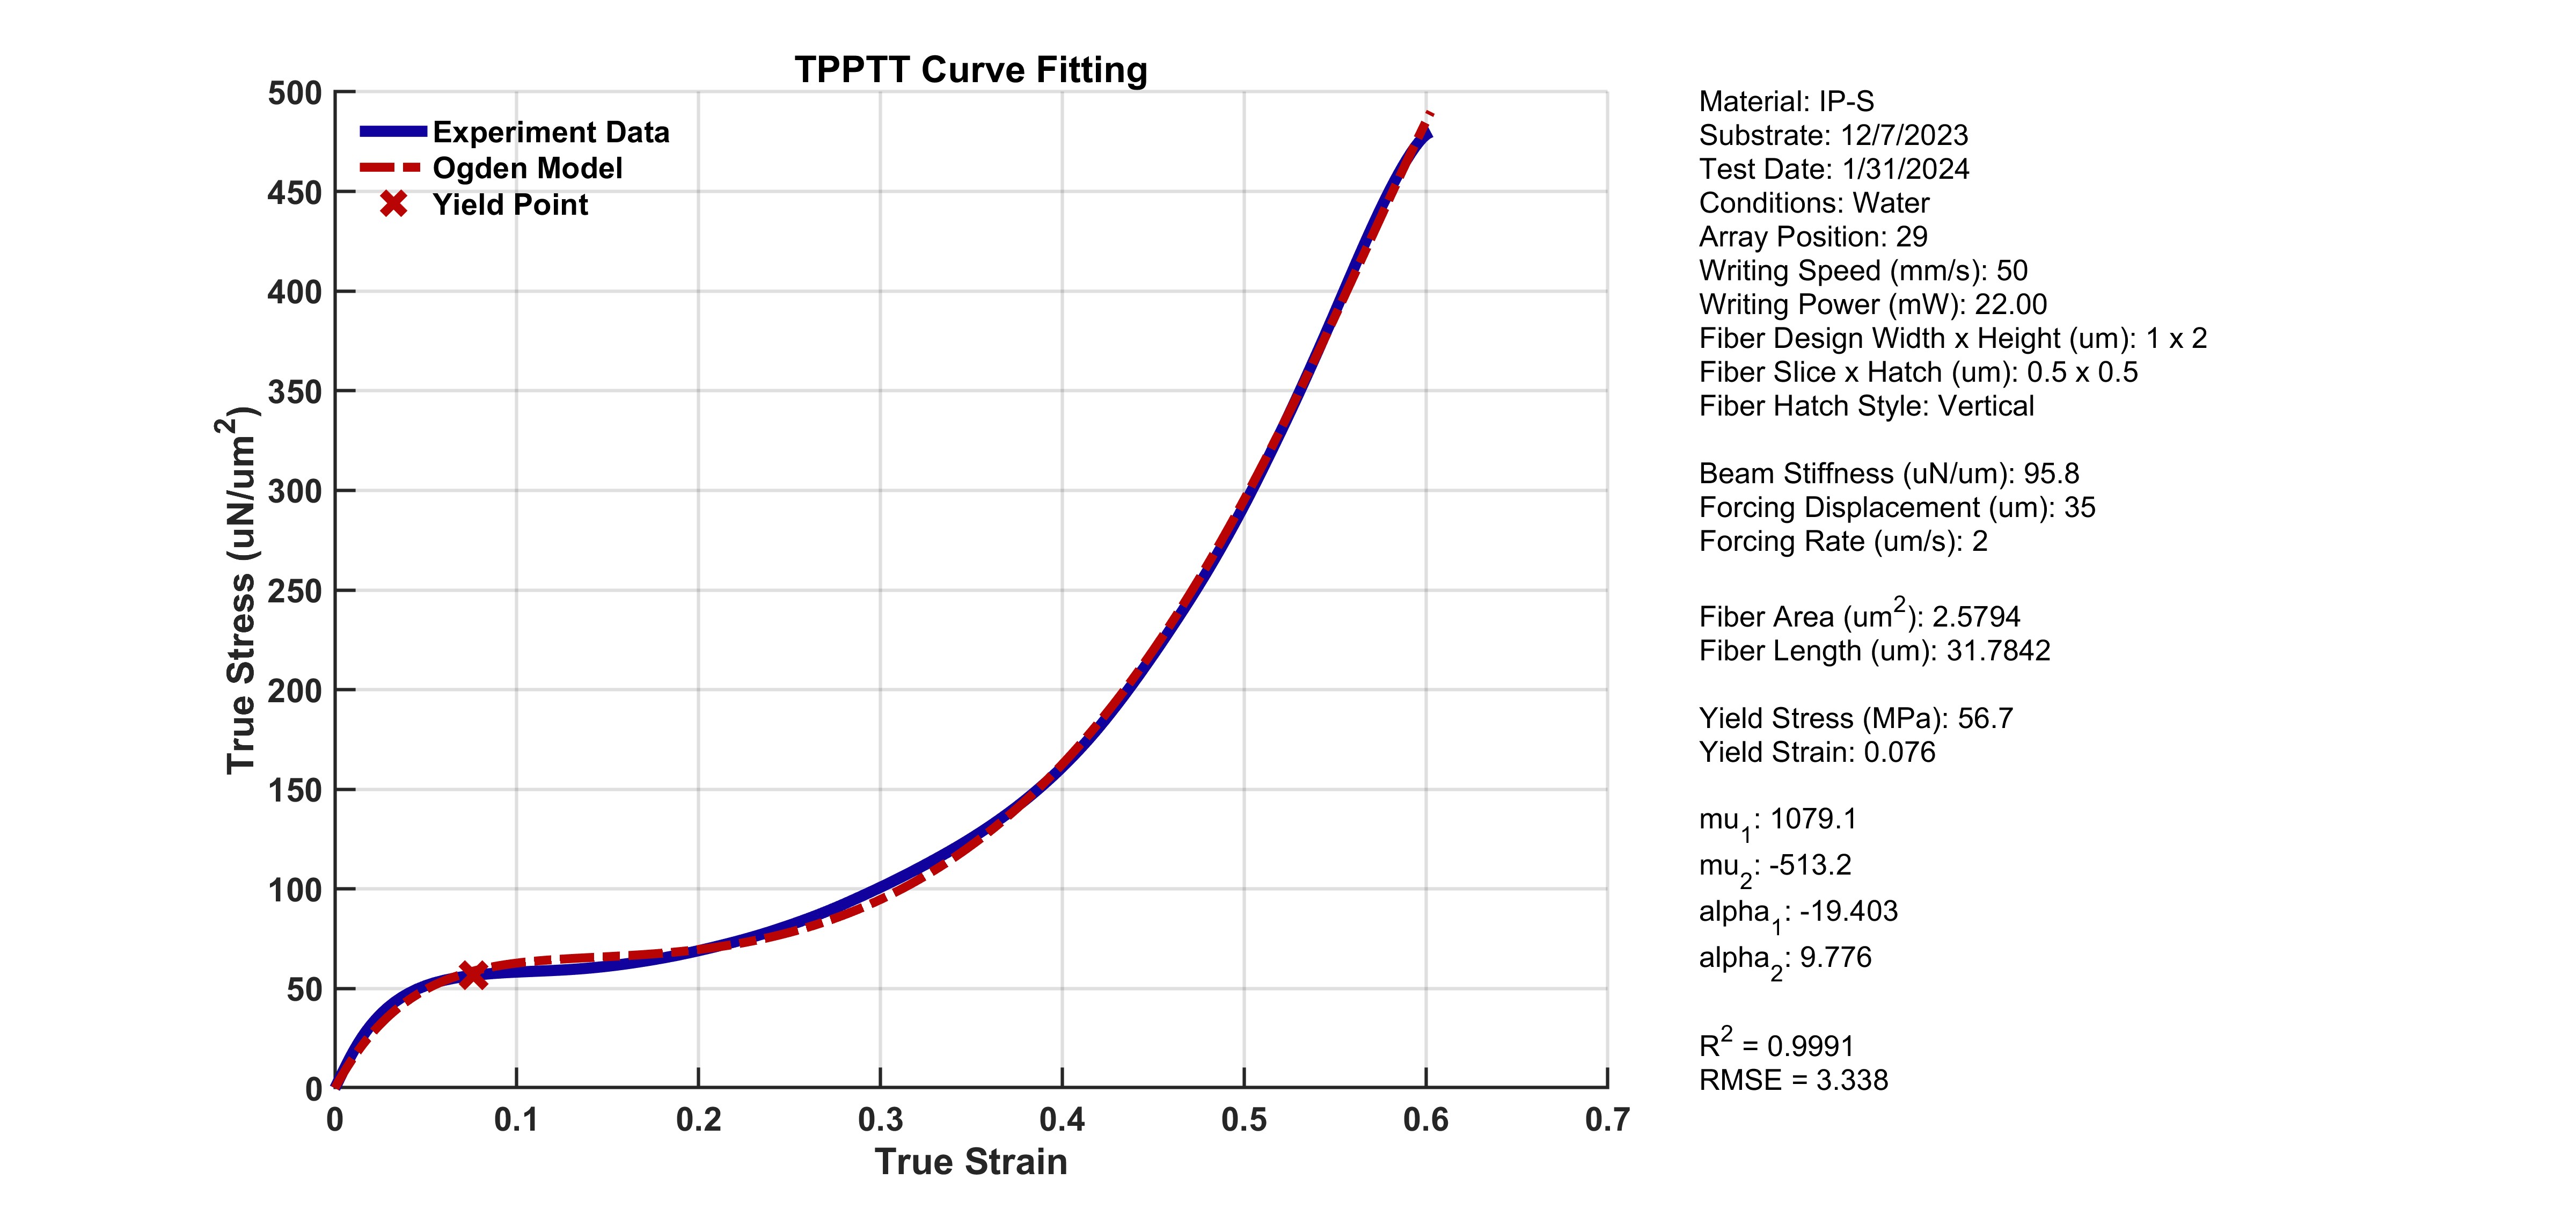 TPPTT Curve Fitting
Experiment Data
Ogden Model
Yield Point
500
450
400
350
300
250
200
150
100
50
0
True Stress (uN/um²)
0 0.1 0.2 0.3 0.4 0.5 0.6 0.7
True Strain
Material: IP-S
Substrate: 12/7/2023
Test Date: 1/31/2024
Conditions: Water
Array Position: 29
Writing Speed (mm/s): 50
Writing Power (mW): 22.00
Fiber Design Width x Height (um): 1 x 2
Fiber Slice x Hatch (um): 0.5 x 0.5
Fiber Hatch Style: Vertical
Beam Stiffness (uN/um): 95.8
Forcing Displacement (um): 35
Forcing Rate (um/s): 2
Fiber Area (um²): 2.5794
Fiber Length (um): 31.7842
Yield Stress (MPa): 56.7
Yield Strain: 0.076
mu₁: 1079.1
mu₂: -513.2
alpha₁: -19.403
alpha₂: 9.776
R² = 0.9991
RMSE = 3.338